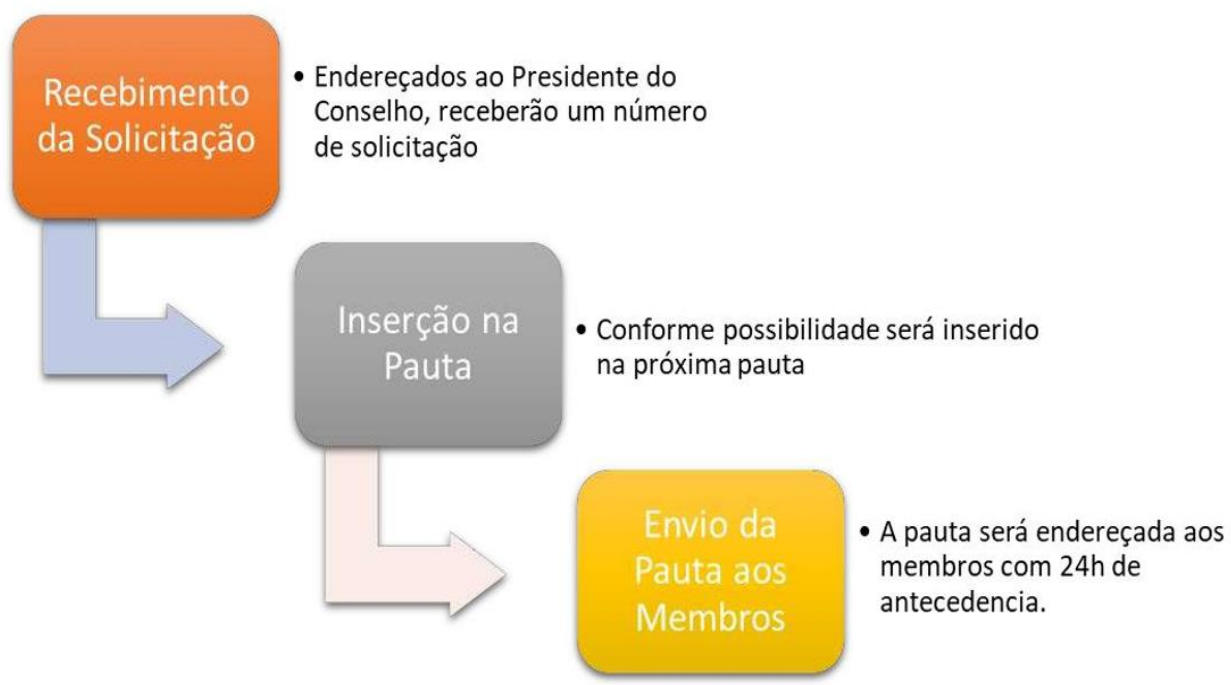 Recebimento
da Solicitação
• Endereçados ao Presidente do
Conselho, receberão um número
de solicitação
Inserção na
Pauta
• Conforme possibilidade será inserido
na próxima pauta
Envio da
Pauta aos
Membros
• A pauta será endereçada aos
membros com 24h de
antecedencia.